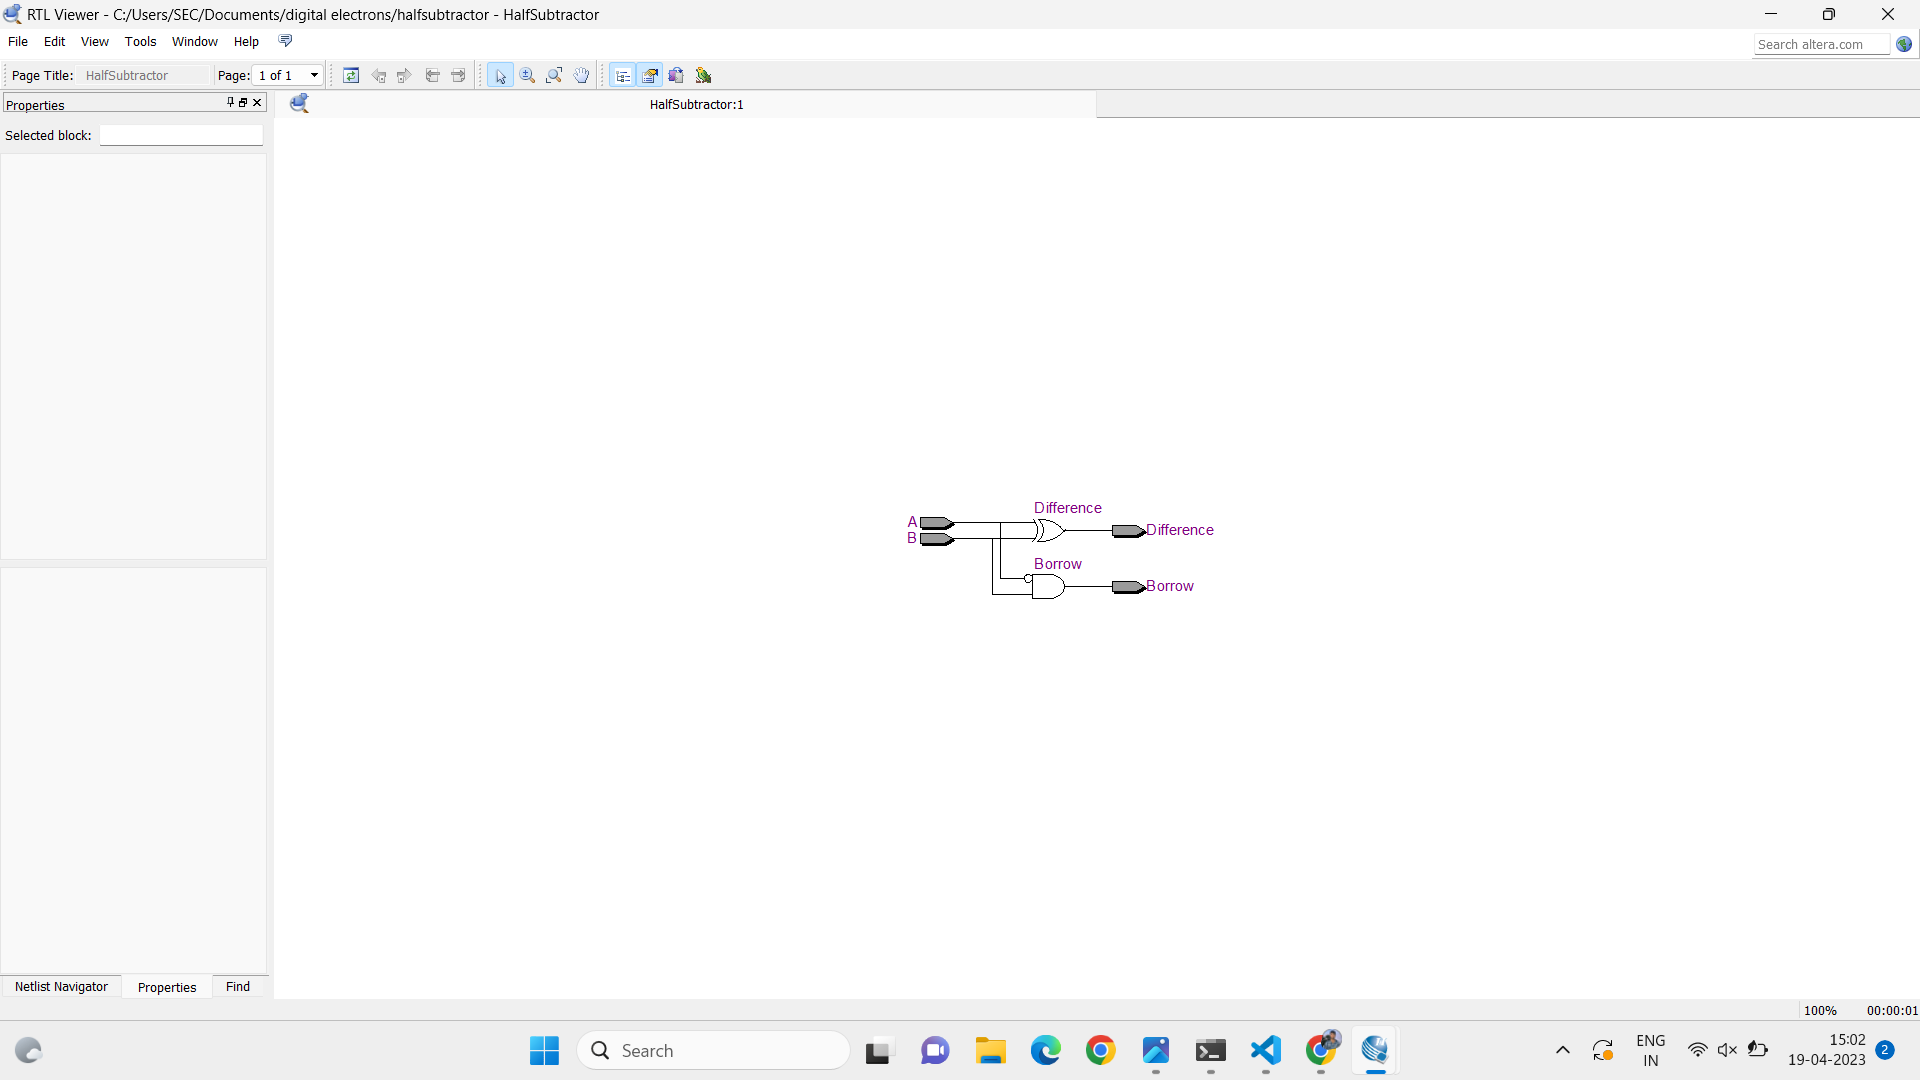 RTL Viewer - C:/Users/SEC/Documents/digital electrons/halfsubtractor - HalfSubtractor
File Edit View Tools Window Help
Search altera.com
Page Title: HalfSubtractor Page: 1 of 1
Properties
HalfSubtractor:1
Selected block:
Difference
A
Difference
B
Borrow
Borrow
Netlist Navigator Properties Find
100% 00:00:01
Search
ENG
IN
15:02
19-04-2023
2